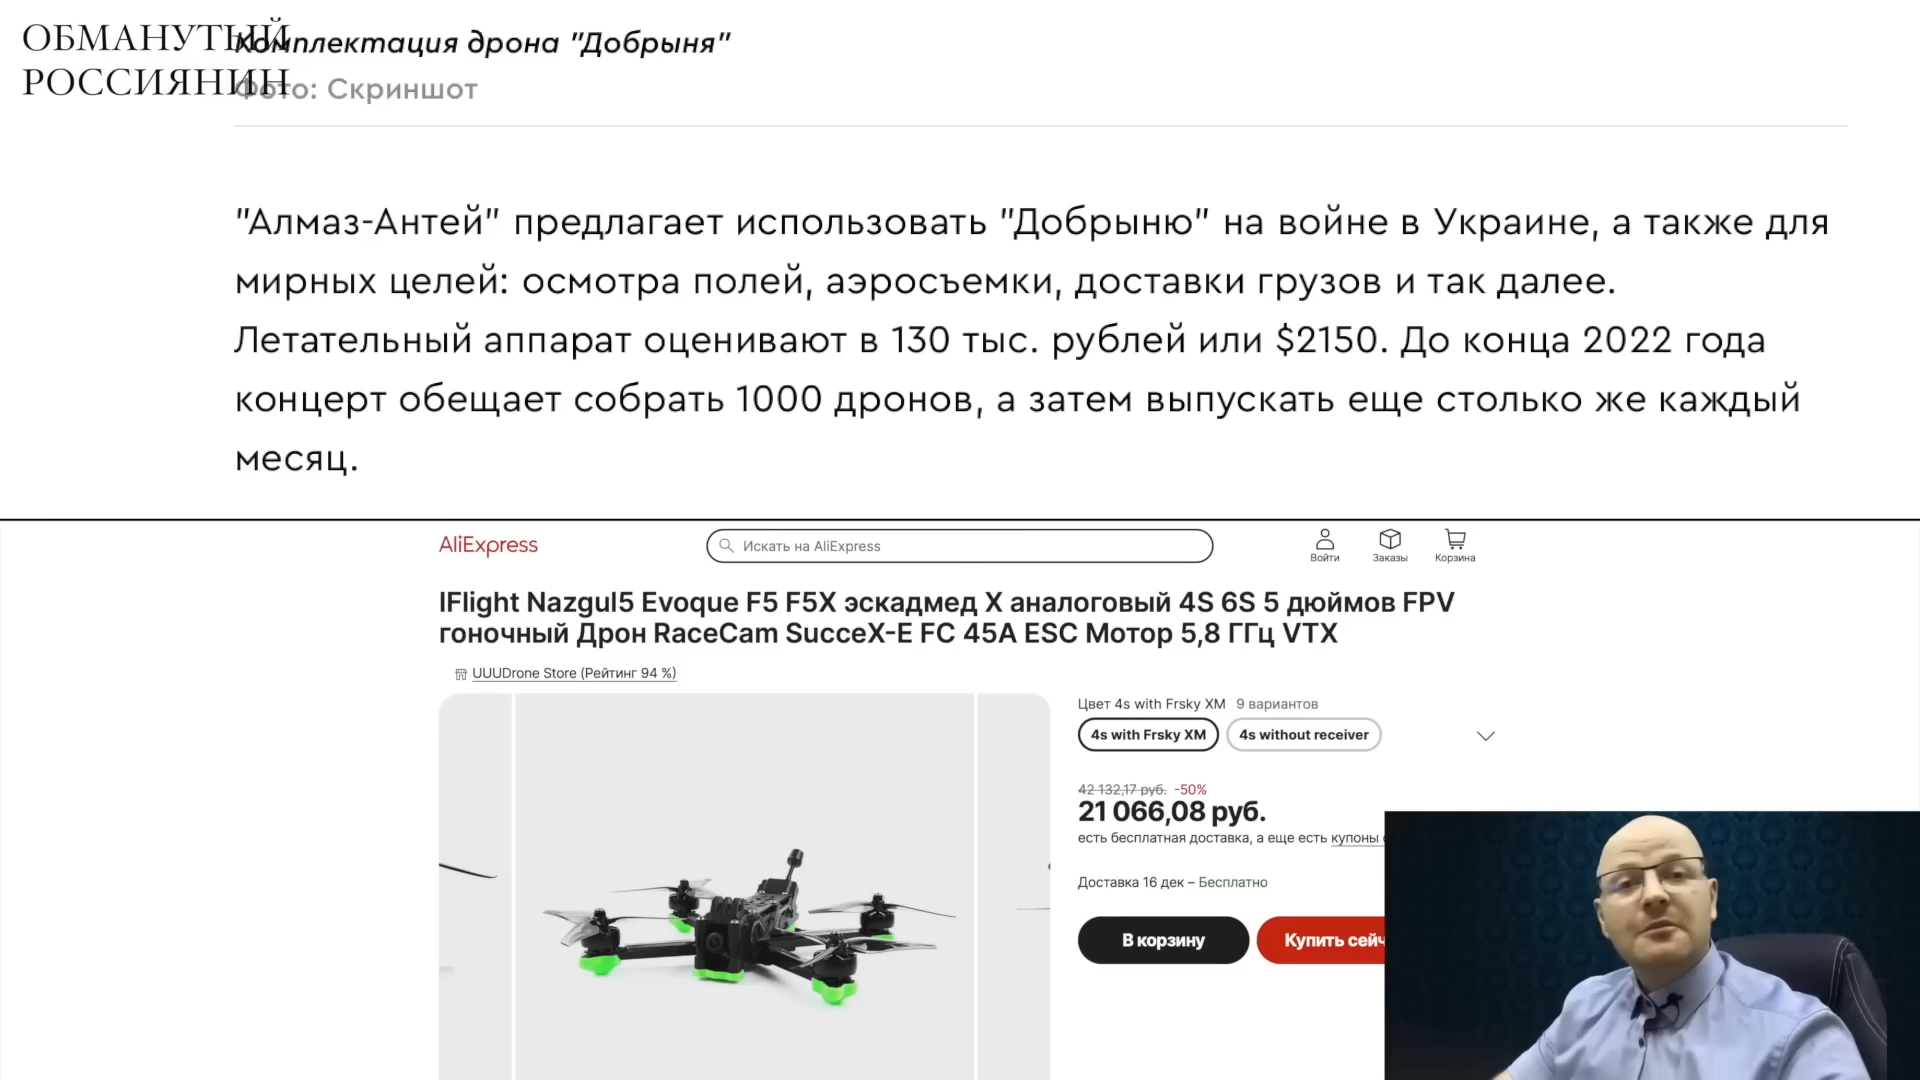 ОБМАНУТЫЙ
РОССИЯНИН
Комплектация дрона "Добрыня"
Фото: Скриншот
"Алмаз-Антей" предлагает использовать "Добрыню" на войне в Украине, а также для
мирных целей: осмотра полей, аэросъемки, доставки грузов и так далее.
Летательный аппарат оценивают в 130 тыс. рублей или $2150. До конца 2022 года
концерт обещает собрать 1000 дронов, а затем выпускать еще столько же каждый
месяц.
AliExpress
Искать на AliExpress
Войти
Заказы
Корзина
IFlight Nazgul5 Evoque F5 F5X эскадмед X аналоговый 4S 6S 5 дюймов FPV
гоночный Дрон RaceCam SucceX-E FC 45A ESC Мотор 5,8 ГГц VTX
UUUDrone Store (Рейтинг 94 %)
Цвет 4s with Frsky XM 9 вариантов
4s with Frsky XM
4s without receiver
42 132,17 руб. -50%
21 066,08 руб.
есть бесплатная доставка, а еще есть купоны
Доставка 16 дек – Бесплатно
В корзину
Купить сейч